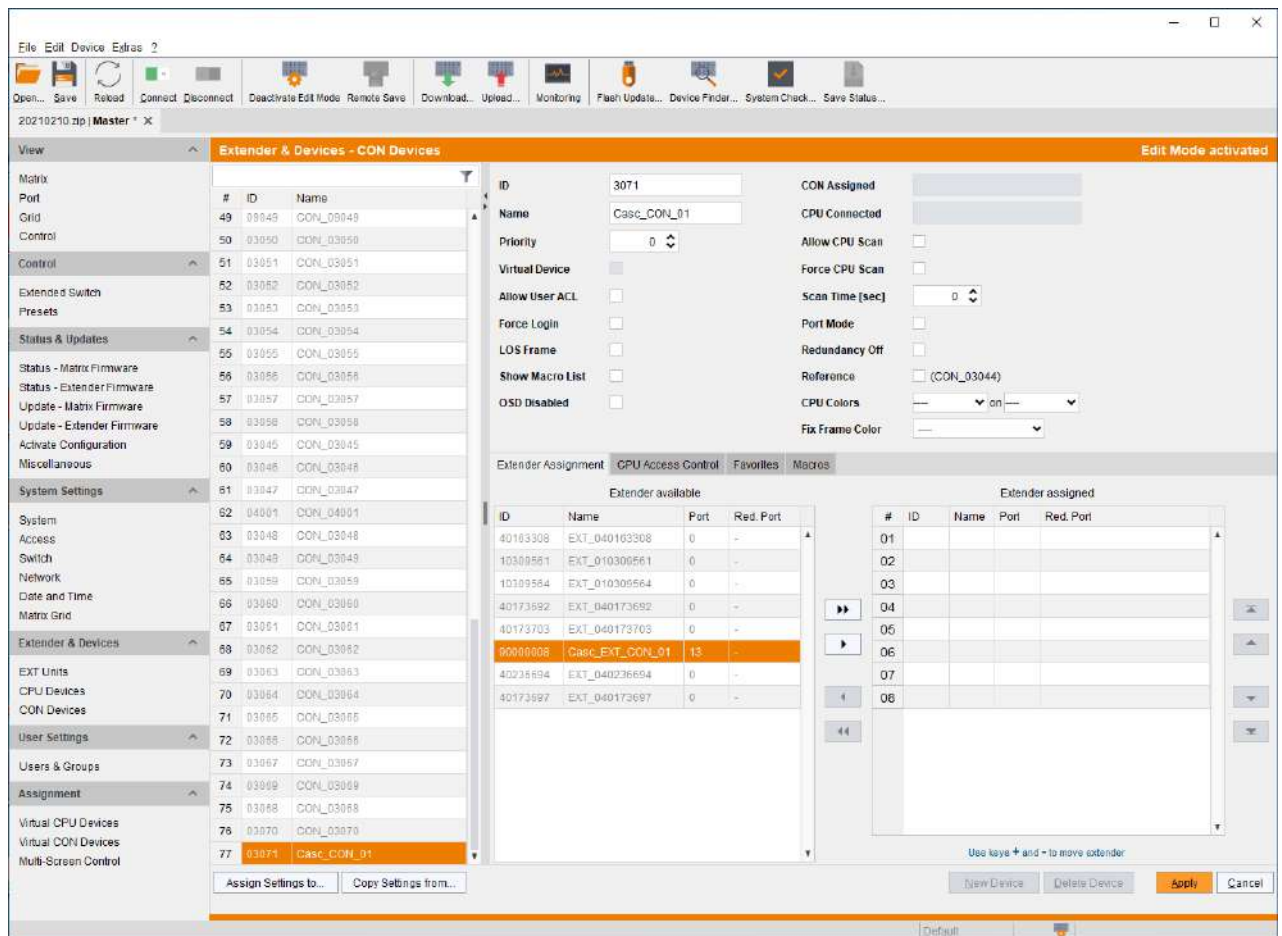 File Edit Device Extras ?
Open... Save Reload Connect Disconnect Deactivate Edit Mode Remote Save Download... Upload... Monitoring Flash Update... Device Finder... System Check... Save Status...
20210210.zip | Master * X
View
Matrix
Port
Grid
Control
Control
Extended Switch
Presets
Status & Updates
Status - Matrix Firmware
Status - Extender Firmware
Update - Matrix Firmware
Update - Extender Firmware
Activate Configuration
Miscellaneous
System Settings
System
Access
Switch
Network
Date and Time
Matrix Grid
Extender & Devices
EXT Units
CPU Devices
CON Devices
User Settings
Users & Groups
Assignment
Virtual CPU Devices
Virtual CON Devices
Multi-Screen Control
Extender & Devices - CON Devices Edit Mode activated
# ID Name
49 09049 CON_09049
50 03050 CON_03050
51 03051 CON_03051
52 03052 CON_03052
53 03053 CON_03053
54 03054 CON_03054
55 03055 CON_03055
56 03056 CON_03056
57 03057 CON_03057
58 03058 CON_03058
59 03045 CON_03045
60 03046 CON_03046
61 03047 CON_03047
62 04001 CON_04001
63 03048 CON_03048
64 03049 CON_03049
65 03059 CON_03059
66 03060 CON_03060
67 03061 CON_03061
68 03062 CON_03062
69 03063 CON_03063
70 03064 CON_03064
71 03065 CON_03065
72 03066 CON_03066
73 03067 CON_03067
74 03069 CON_03069
75 03068 CON_03068
76 03070 CON_03070
77 03071 Casc_CON_01
ID 3071
Name Casc_CON_01
Priority 0
Virtual Device
Allow User ACL
Force Login
LOS Frame
Show Macro List
OSD Disabled
CON Assigned
CPU Connected
Allow CPU Scan
Force CPU Scan
Scan Time [sec] 0
Port Mode
Redundancy Off
Reference (CON_03044)
CPU Colors ---- on ----
Fix Frame Color ----
Extender Assignment CPU Access Control Favorites Macros
Extender available
ID Name Port Red. Port
40163308 EXT_040163308 0 -
10309561 EXT_010309561 0 -
10309564 EXT_010309564 0 -
40173692 EXT_040173692 0 -
40173703 EXT_040173703 0 -
90000008 Casc_EXT_CON_01 13 -
40236694 EXT_040236694 0 -
40173697 EXT_040173697 0 -
Extender assigned
# ID Name Port Red. Port
01
02
03
04
05
06
07
08
Use keys + and - to move extender
Assign Settings to... Copy Settings from... New Device Delete Device Apply Cancel
Default